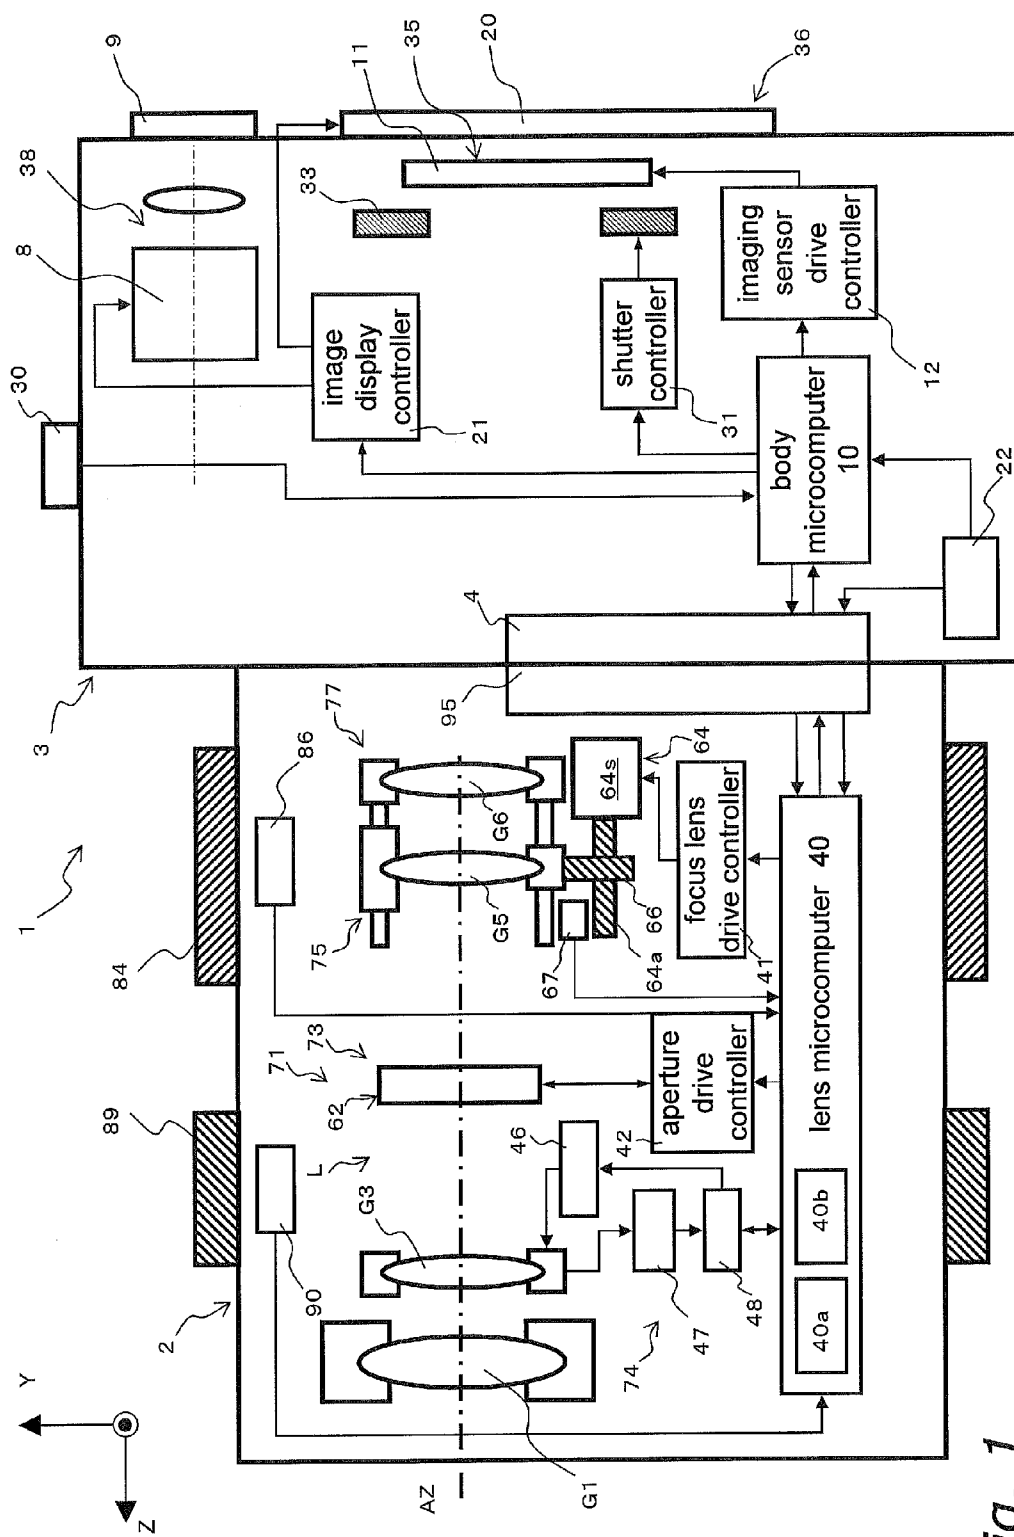 Y
Z
1
2
89
84
3
30
8
38
9
90
86
77
75
71
73
62
L
G3
46
G5
G6
33
11
35
20
36
AZ
G1
74
47
48
42
aperture
drive
controller
67
64a
66
64s
64
focus lens
drive controller
41
95
4
image
display
controller
21
shutter
controller
31
imaging
sensor
drive
controller
12
body
microcomputer
10
22
lens microcomputer 40
40a
40b
Fig. 1